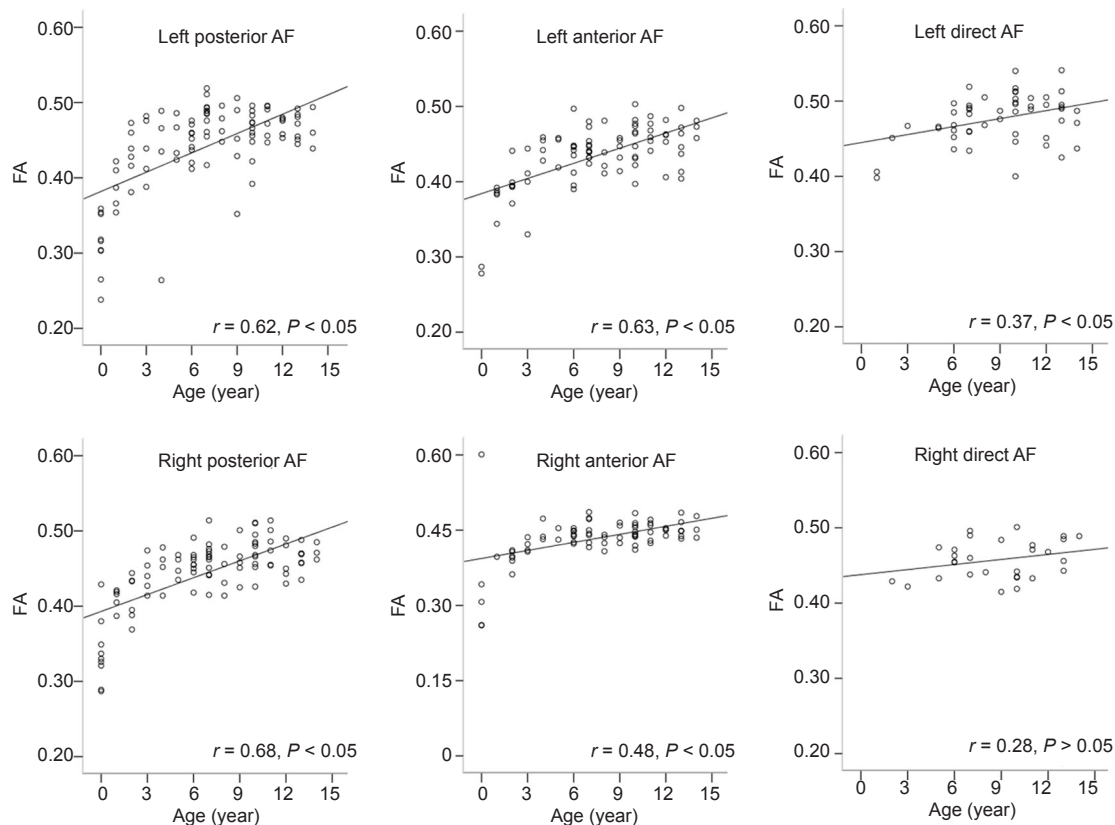 Left posterior AF
0.60
0.50
0.40
0.30
0.20
FA
r = 0.62, P < 0.05
0 3 6 9 12 15
Age (year)
Left anterior AF
0.60
0.50
0.40
0.30
0.20
FA
r = 0.63, P < 0.05
0 3 6 9 12 15
Age (year)
Left direct AF
0.60
0.50
0.40
0.30
0.20
FA
r = 0.37, P < 0.05
0 3 6 9 12 15
Age (year)
Right posterior AF
0.60
0.50
0.40
0.30
0.20
FA
r = 0.68, P < 0.05
0 3 6 9 12 15
Age (year)
Right anterior AF
0.60
0.45
0.30
0.15
0
FA
r = 0.48, P < 0.05
0 3 6 9 12 15
Age (year)
Right direct AF
0.60
0.50
0.40
0.30
0.20
FA
r = 0.28, P > 0.05
0 3 6 9 12 15
Age (year)